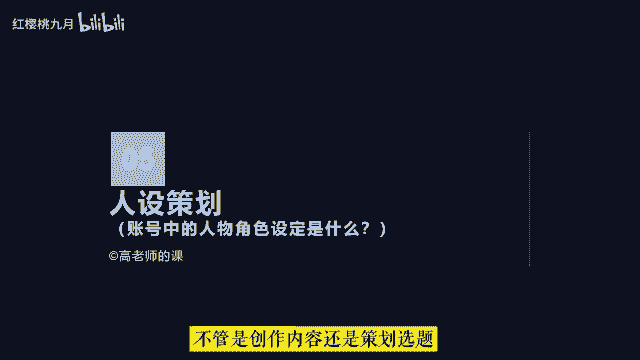 红樱桃九月 bilibili
05
人设策划
（账号中的人物角色设定是什么？）
©高老师的课
不管是创作内容还是策划选题